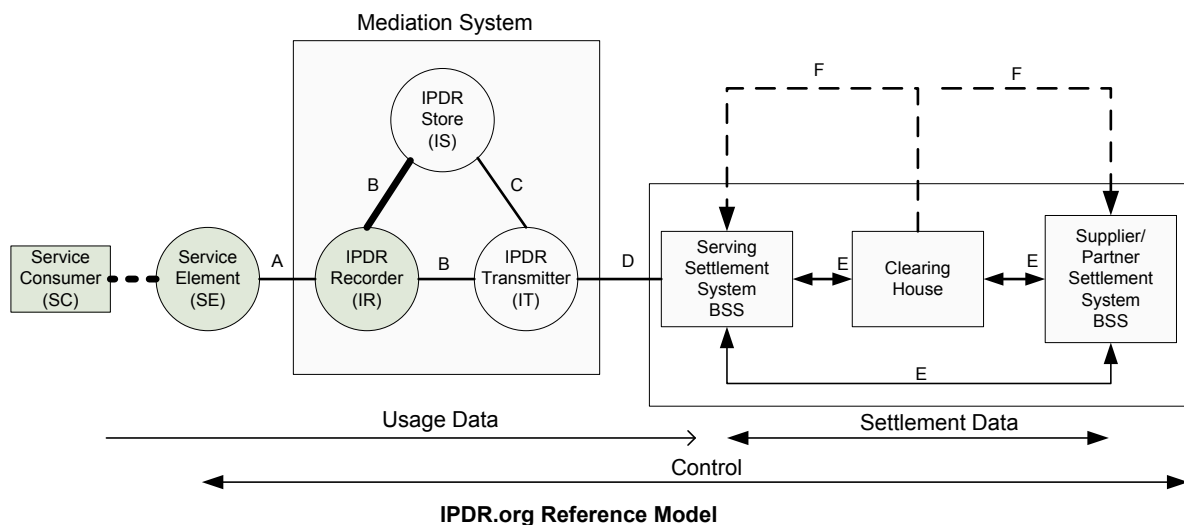 Mediation System
F
F
IPDR
Store
(IS)
B
C
Service
Consumer
(SC)
Service
Element
(SE)
A
IPDR
Recorder
(IR)
B
IPDR
Transmitter
(IT)
D
Serving
Settlement
System
BSS
E
Clearing
House
E
Supplier/
Partner
Settlement
System
BSS
E
Usage Data
Settlement Data
Control
IPDR.org Reference Model